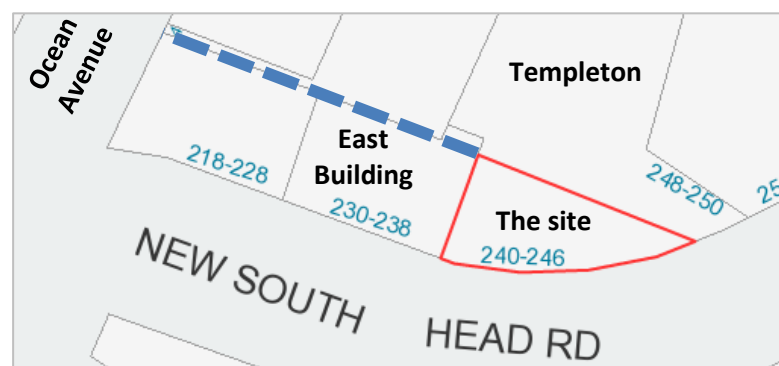 Ocean
Avenue
Templeton
East
Building
218-228
230-238
The site
240-246
248-250
25
NEW SOUTH HEAD RD